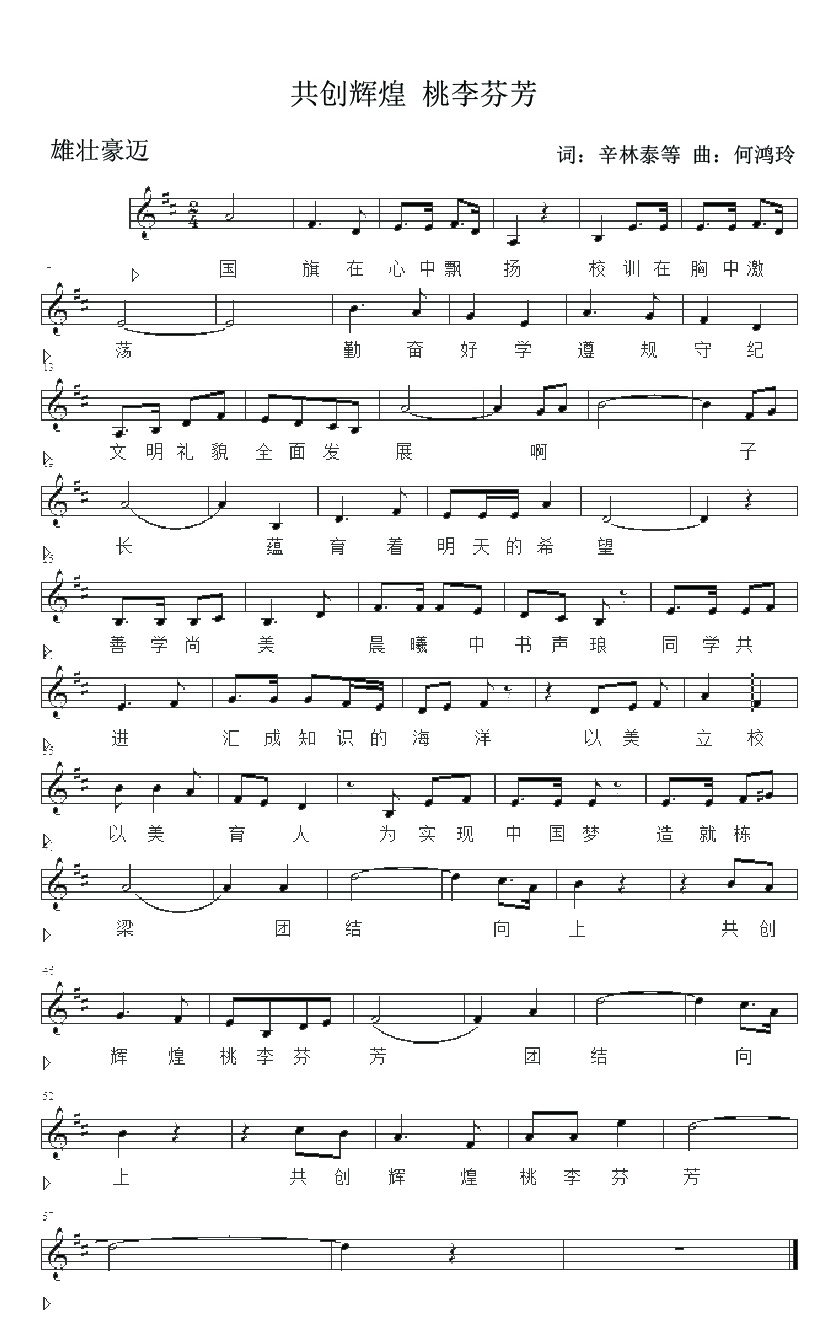 共创辉煌 桃李芬芳
雄壮豪迈
词：辛林泰等 曲：何鸿玲
2
4
国 旗 在 心 中 飘 扬 校 训 在 胸 中 激
荡 勤 奋 好 学 遵 规 守 纪
13
文 明 礼 貌 全 面 发 展 啊 子
长 蕴 育 着 明 天 的 希 望
善 学 尚 美 晨 曦 中 书 声 琅 同 学 共
进 汇 成 知 识 的 海 洋 以 美 立 校
以 美 育 人 为 实 现 中 国 梦 造 就 栋
梁 团 结 向 上 共 创
辉 煌 桃 李 芬 芳 团 结 向
52
上 共 创 辉 煌 桃 李 芬 芳
57